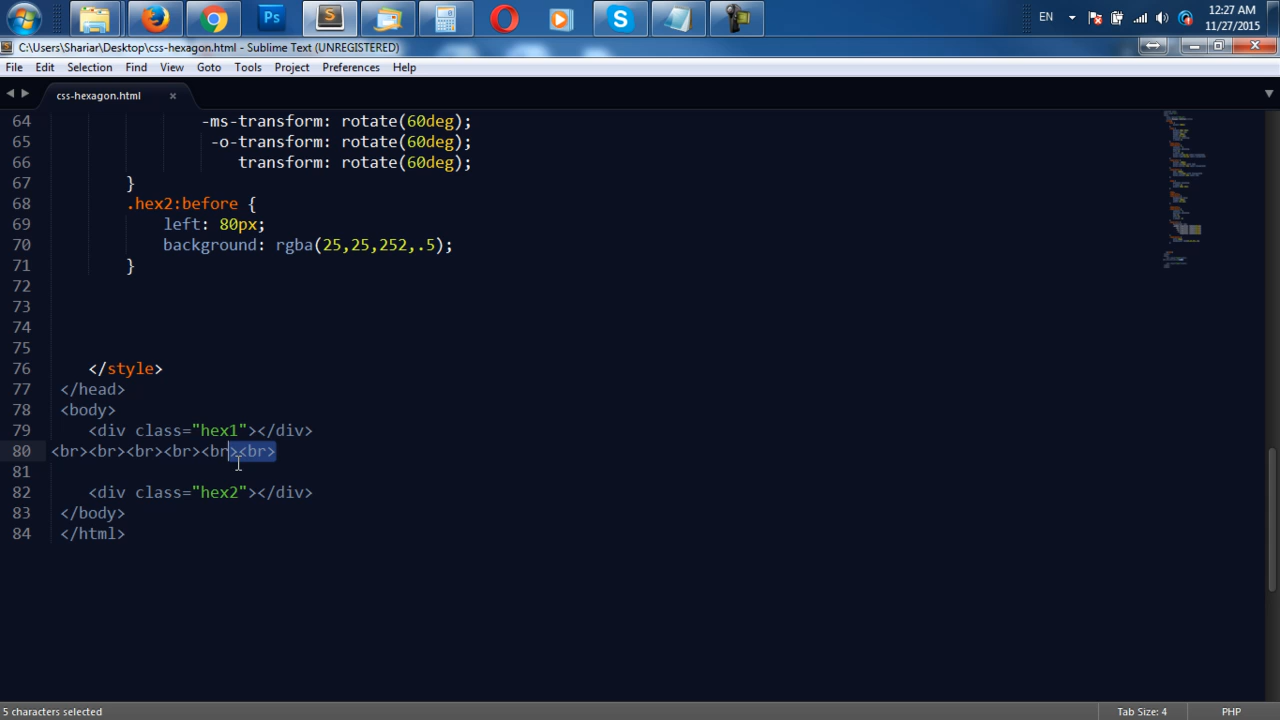 Ps
S
EN
12:27 AM
11/27/2015
C:\Users\Shariar\Desktop\css-hexagon.html - Sublime Text (UNREGISTERED)
File Edit Selection Find View Goto Tools Project Preferences Help
css-hexagon.html
64 -ms-transform: rotate(60deg);
65 -o-transform: rotate(60deg);
66 transform: rotate(60deg);
67 }
68 .hex2:before {
69 left: 80px;
70 background: rgba(25,25,252,.5);
71 }
72
73
74
75
76 </style>
77 </head>
78 <body>
79 <div class="hex1"></div>
80 <br><br><br><br><br><br>
81
82 <div class="hex2"></div>
83 </body>
84 </html>
5 characters selected
Tab Size: 4
PHP